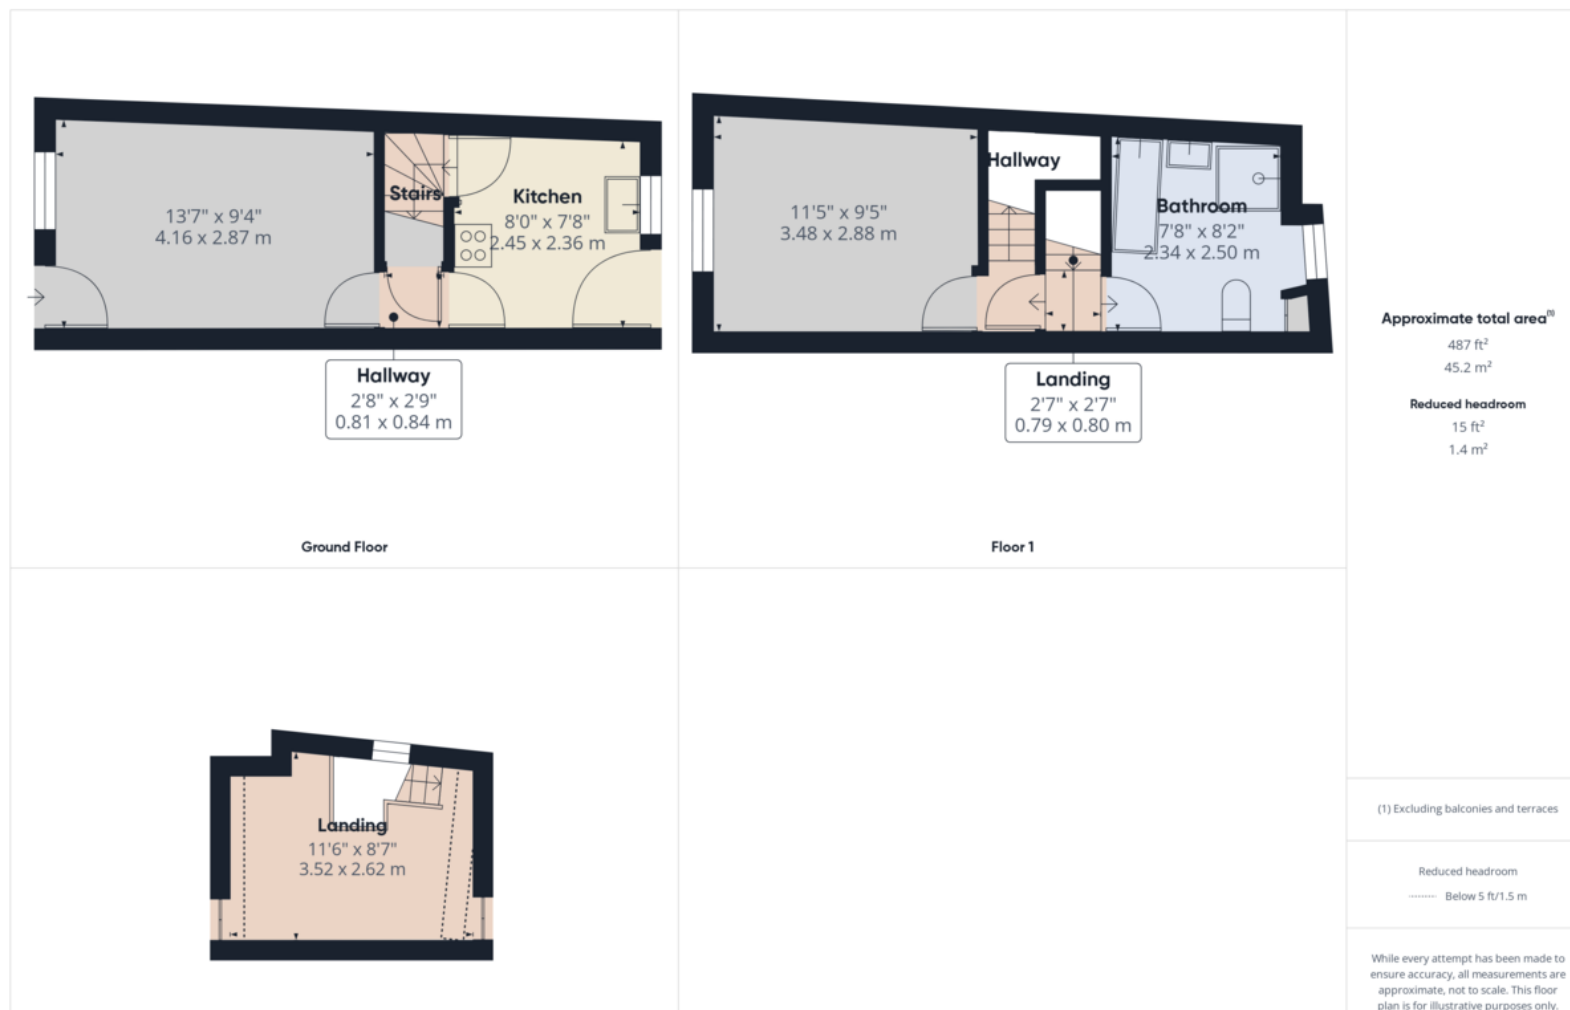 13'7" x 9'4"
4.16 x 2.87 m
Stairs
Kitchen
8'0" x 7'8"
2.45 x 2.36 m
Hallway
2'8" x 2'9"
0.81 x 0.84 m
Ground Floor
11'5" x 9'5"
3.48 x 2.88 m
Hallway
Bathroom
7'8" x 8'2"
2.34 x 2.50 m
Landing
2'7" x 2'7"
0.79 x 0.80 m
Floor 1
Landing
11'6" x 8'7"
3.52 x 2.62 m
Approximate total area(1)
487 ft²
45.2 m²
Reduced headroom
15 ft²
1.4 m²
(1) Excluding balconies and terraces
Reduced headroom
Below 5 ft/1.5 m
While every attempt has been made to
ensure accuracy, all measurements are
approximate, not to scale. This floor
plan is for illustrative purposes only.